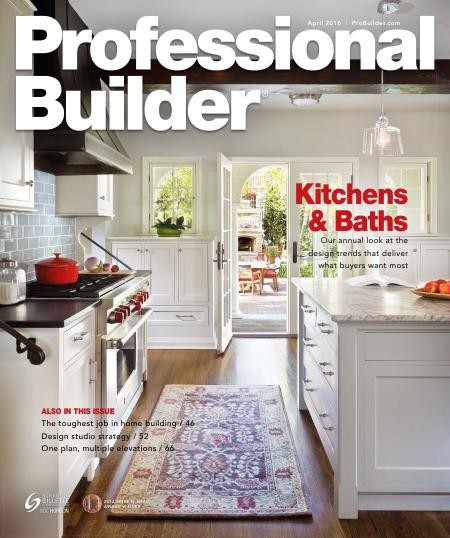 April 2016 | ProBuilder.com
Professional
Builder
Kitchens
& Baths
Our annual look at the
design trends that deliver
what buyers want most
ALSO IN THIS ISSUE
The toughest job in home building / 46
Design studio strategy / 52
One plan, multiple elevations / 66
GILLETTE